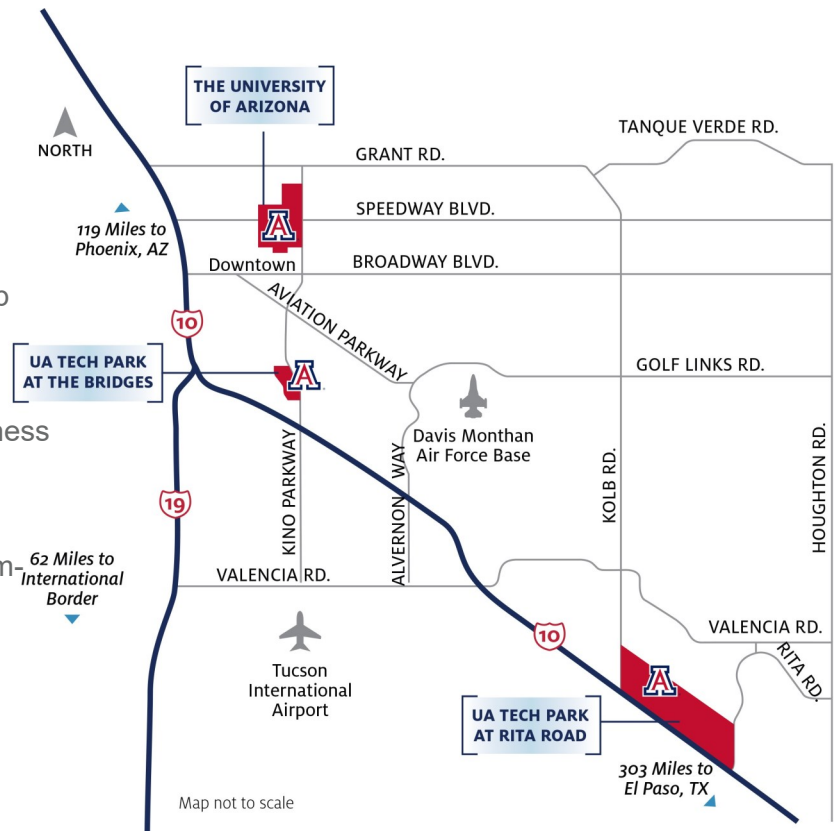 THE UNIVERSITY
OF ARIZONA
NORTH
TANQUE VERDE RD.
GRANT RD.
SPEEDWAY BLVD.
119 Miles to
Phoenix, AZ
A
Downtown
BROADWAY BLVD.
AVIATION PARKWAY
10
UA TECH PARK
AT THE BRIDGES
A
GOLF LINKS RD.
ness
Davis Monthan
Air Force Base
KINO PARKWAY
ALVERNON WAY
KOLB RD.
HOUGHTON RD.
19
m-
62 Miles to
International
Border
VALENCIA RD.
10
VALENCIA RD.
RITA RD.
Tucson
International
Airport
A
UA TECH PARK
AT RITA ROAD
303 Miles to
El Paso, TX
Map not to scale